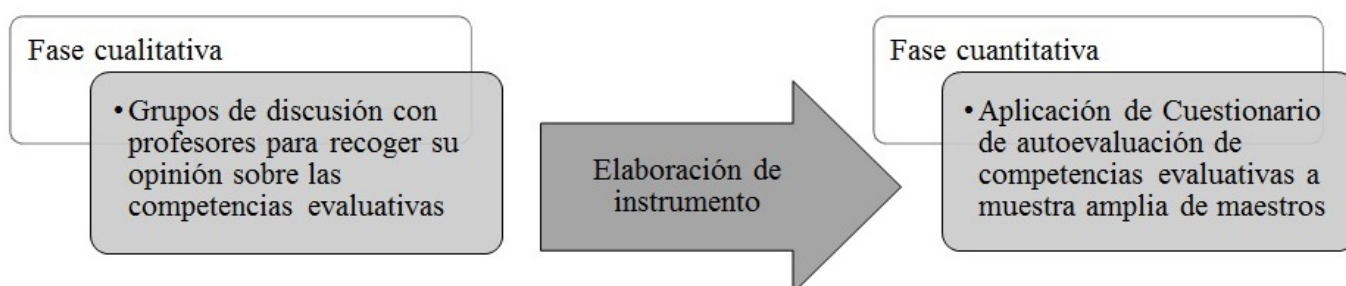 Fase cualitativa
• Grupos de discusión con
profesores para recoger su
opinión sobre las
competencias evaluativas
Elaboración de
instrumento
Fase cuantitativa
• Aplicación de Cuestionario
de autoevaluación de
competencias evaluativas a
muestra amplia de maestros